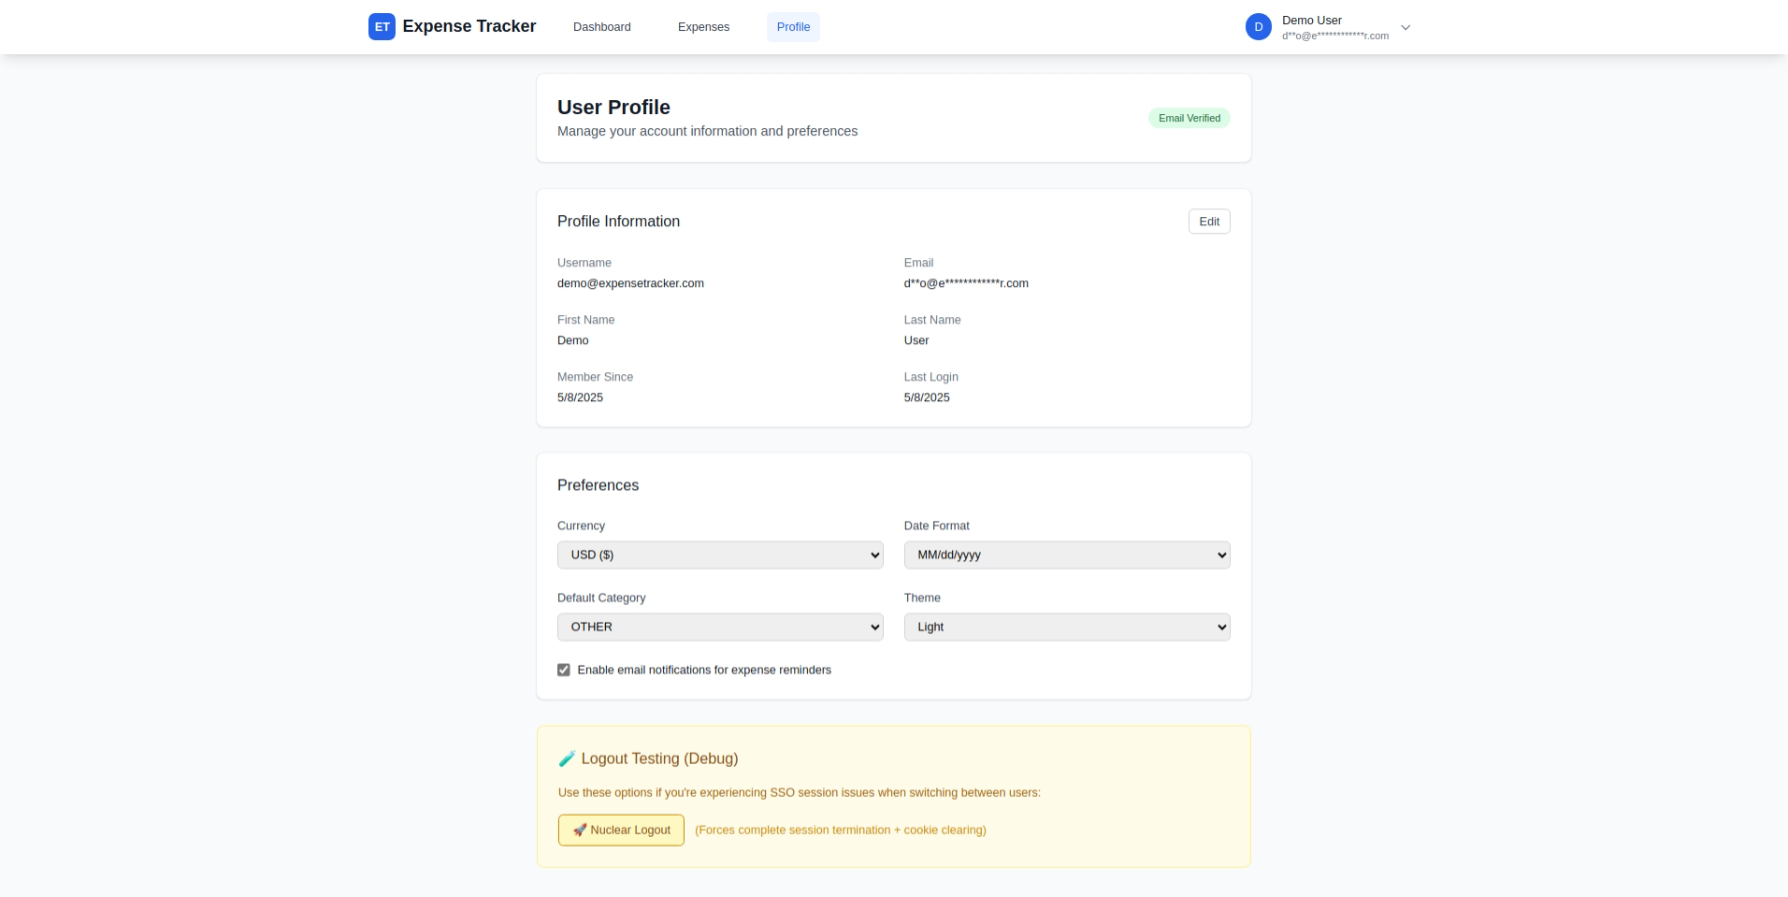 ET Expense Tracker Dashboard Expenses Profile D Demo User
d**o@e************r.com
User Profile
Manage your account information and preferences
Email Verified
Profile Information Edit
Username Email
demo@expensetracker.com d**o@e************r.com
First Name Last Name
Demo User
Member Since Last Login
5/8/2025 5/8/2025
Preferences
Currency Date Format
USD ($) MM/dd/yyyy
Default Category Theme
OTHER Light
Enable email notifications for expense reminders
🧪 Logout Testing (Debug)
Use these options if you're experiencing SSO session issues when switching between users:
🚀 Nuclear Logout (Forces complete session termination + cookie clearing)